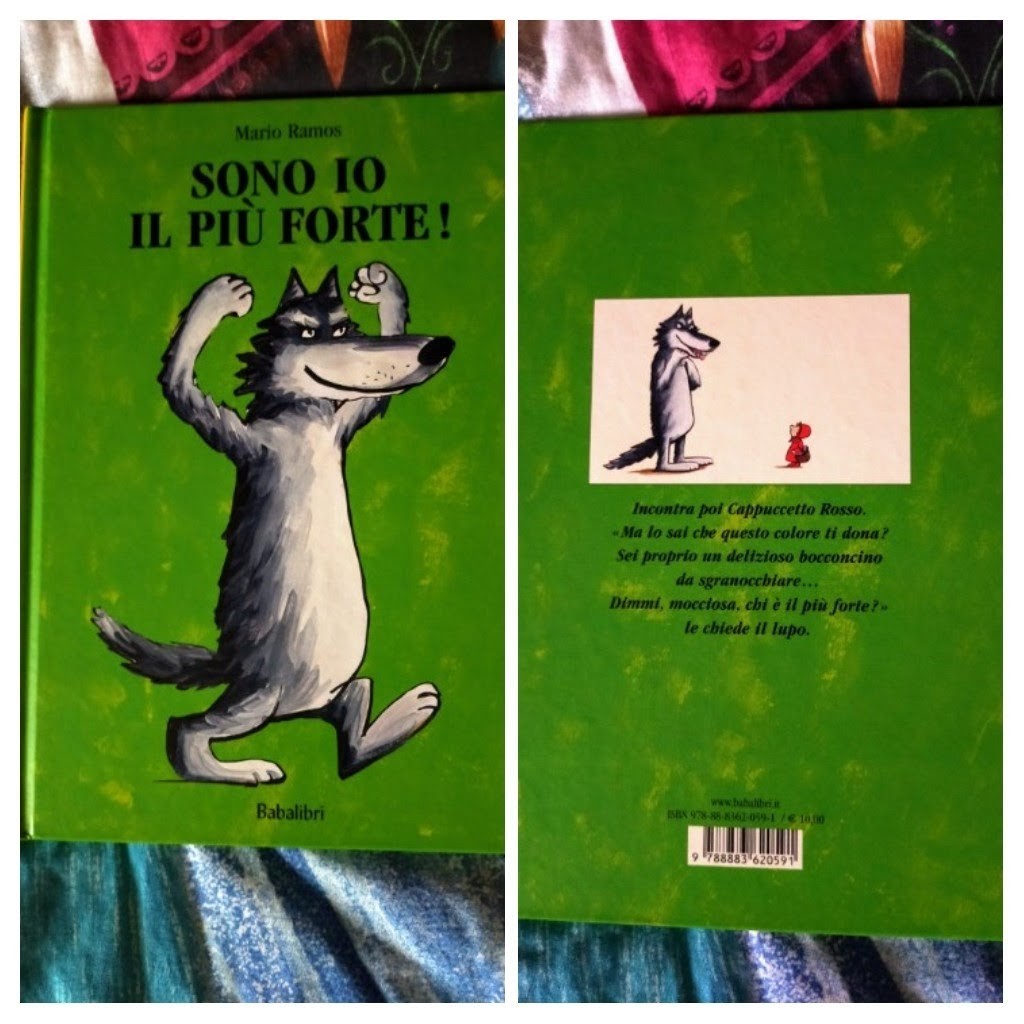 Mario Ramos
SONO IO
IL PIÙ FORTE!
Babalibri
Incontra poi Cappuccetto Rosso.
«Ma lo sai che questo colore ti dona?
Sei proprio un delizioso bocconcino
da sgranocchiare...
Dimmi, mocciosa, chi è il più forte?»
le chiede il lupo.
www.babalibri.it
ISBN 978-88-8362-059-1 / € 10,00
9 788883 620591